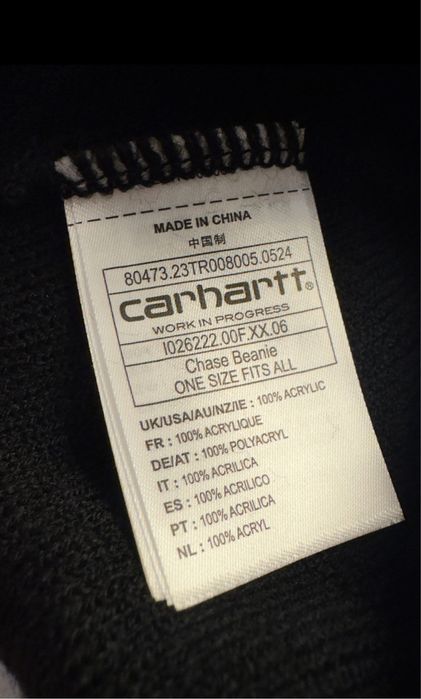 MADE IN CHINA
中国制
80473.23TR008005.0524
carhartt®
WORK IN PROGRESS
I026222.00F.XX.06
Chase Beanie
ONE SIZE FITS ALL
UK/USA/AU/NZ/IE : 100% ACRYLIC
FR : 100% ACRYLIQUE
DE/AT : 100% POLYACRYL
IT : 100% ACRILICA
ES : 100% ACRILICO
PT : 100% ACRILICA
NL : 100% ACRYL